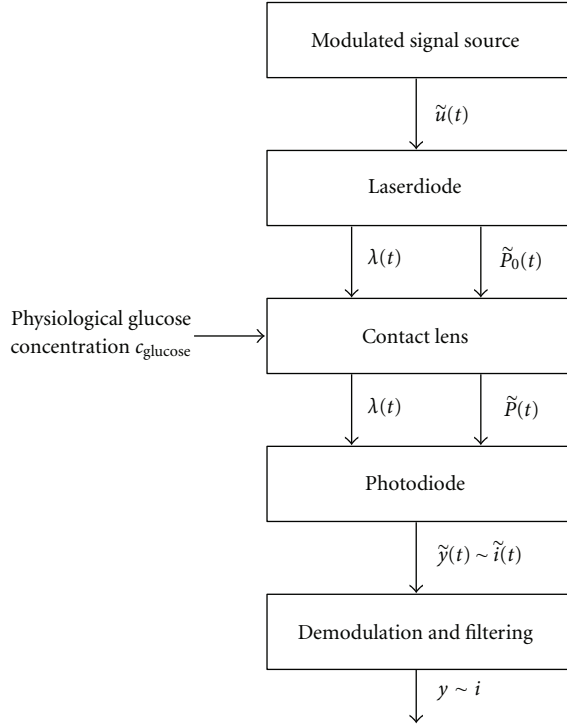 Modulated signal source
ũ(t)
Laserdiode
λ(t)
P̃₀(t)
Physiological glucose
concentration c_glucose
Contact lens
λ(t)
P̃(t)
Photodiode
ỹ(t) ~ ĩ(t)
Demodulation and filtering
y ~ i